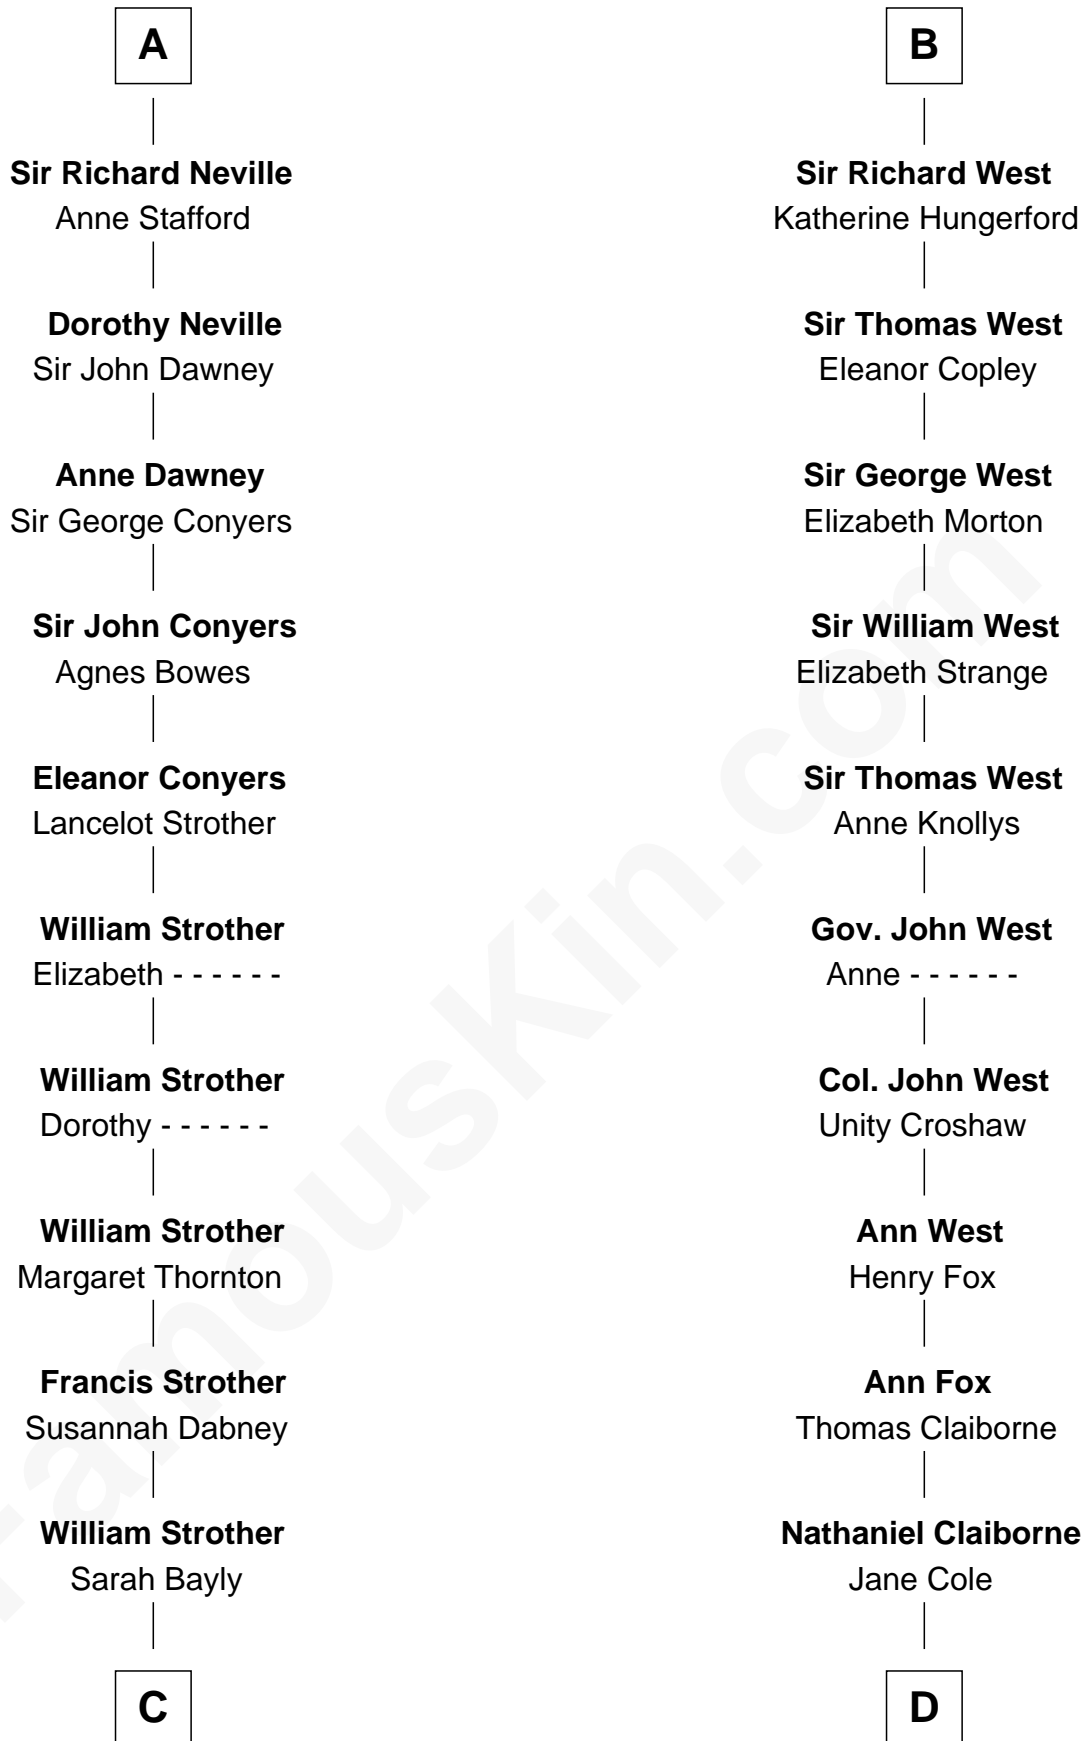 A
Sir Richard Neville
Anne Stafford
Dorothy Neville
Sir John Dawney
Anne Dawney
Sir George Conyers
Sir John Conyers
Agnes Bowes
Eleanor Conyers
Lancelot Strother
William Strother
Elizabeth - - - - - -
William Strother
Dorothy - - - - - -
William Strother
Margaret Thornton
Francis Strother
Susannah Dabney
William Strother
Sarah Bayly
C
B
Sir Richard West
Katherine Hungerford
Sir Thomas West
Eleanor Copley
Sir George West
Elizabeth Morton
Sir William West
Elizabeth Strange
Sir Thomas West
Anne Knollys
Gov. John West
Anne - - - - - -
Col. John West
Unity Croshaw
Ann West
Henry Fox
Ann Fox
Thomas Claiborne
Nathaniel Claiborne
Jane Cole
D
FamousKin.com